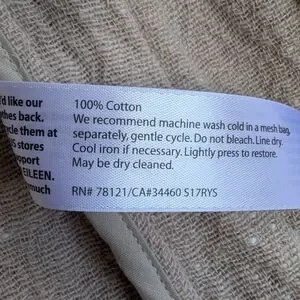 'd like our
thes back.
cle them at
stores
pport
EILEEN.
much
100% Cotton
We recommend machine wash cold in a mesh bag,
separately, gentle cycle. Do not bleach. Line dry.
Cool iron if necessary. Lightly press to restore.
May be dry cleaned.
RN# 78121/CA#34460 S17RYS